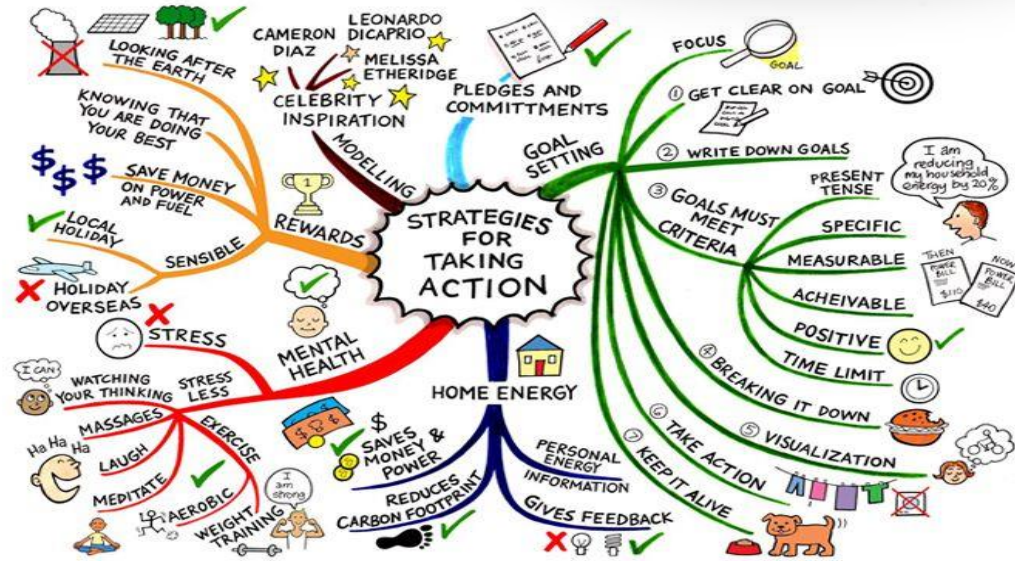 STRATEGIES
FOR
TAKING
ACTION
GOAL
SETTING
FOCUS
GOAL
① GET CLEAR ON GOAL
② WRITE DOWN GOALS
③ GOALS MUST
MEET
CRITERIA
PRESENT
TENSE
I am
reducing
my household
energy by 20%
SPECIFIC
MEASURABLE
THEN
POWER
BILL
$110
NOW
POWER
BILL
$40
ACHEIVABLE
POSITIVE
TIME LIMIT
④ BREAKING IT DOWN
⑤ VISUALIZATION
⑥ TAKE ACTION
⑦ KEEP IT ALIVE
HOME ENERGY
PERSONAL
ENERGY
INFORMATION
GIVES FEEDBACK
$
SAVES
MONEY &
POWER
REDUCES
CARBON FOOTPRINT
MENTAL
HEALTH
STRESS
STRESS
LESS
WATCHING
YOUR THINKING
I CAN
MASSAGES
LAUGH
Ha Ha Ha
MEDITATE
EXERCISE
AEROBIC
WEIGHT
TRAINING
I
am
strong
REWARDS
1
LOOKING AFTER
THE EARTH
KNOWING THAT
YOU ARE DOING
YOUR BEST
$ $ $
SAVE MONEY
ON POWER
AND FUEL
SENSIBLE
LOCAL
HOLIDAY
HOLIDAY
OVERSEAS
MODELLING
CELEBRITY
INSPIRATION
CAMERON
DIAZ
LEONARDO
DICAPRIO
MELISSA
ETHERIDGE
PLEDGES AND
COMMITTMENTS